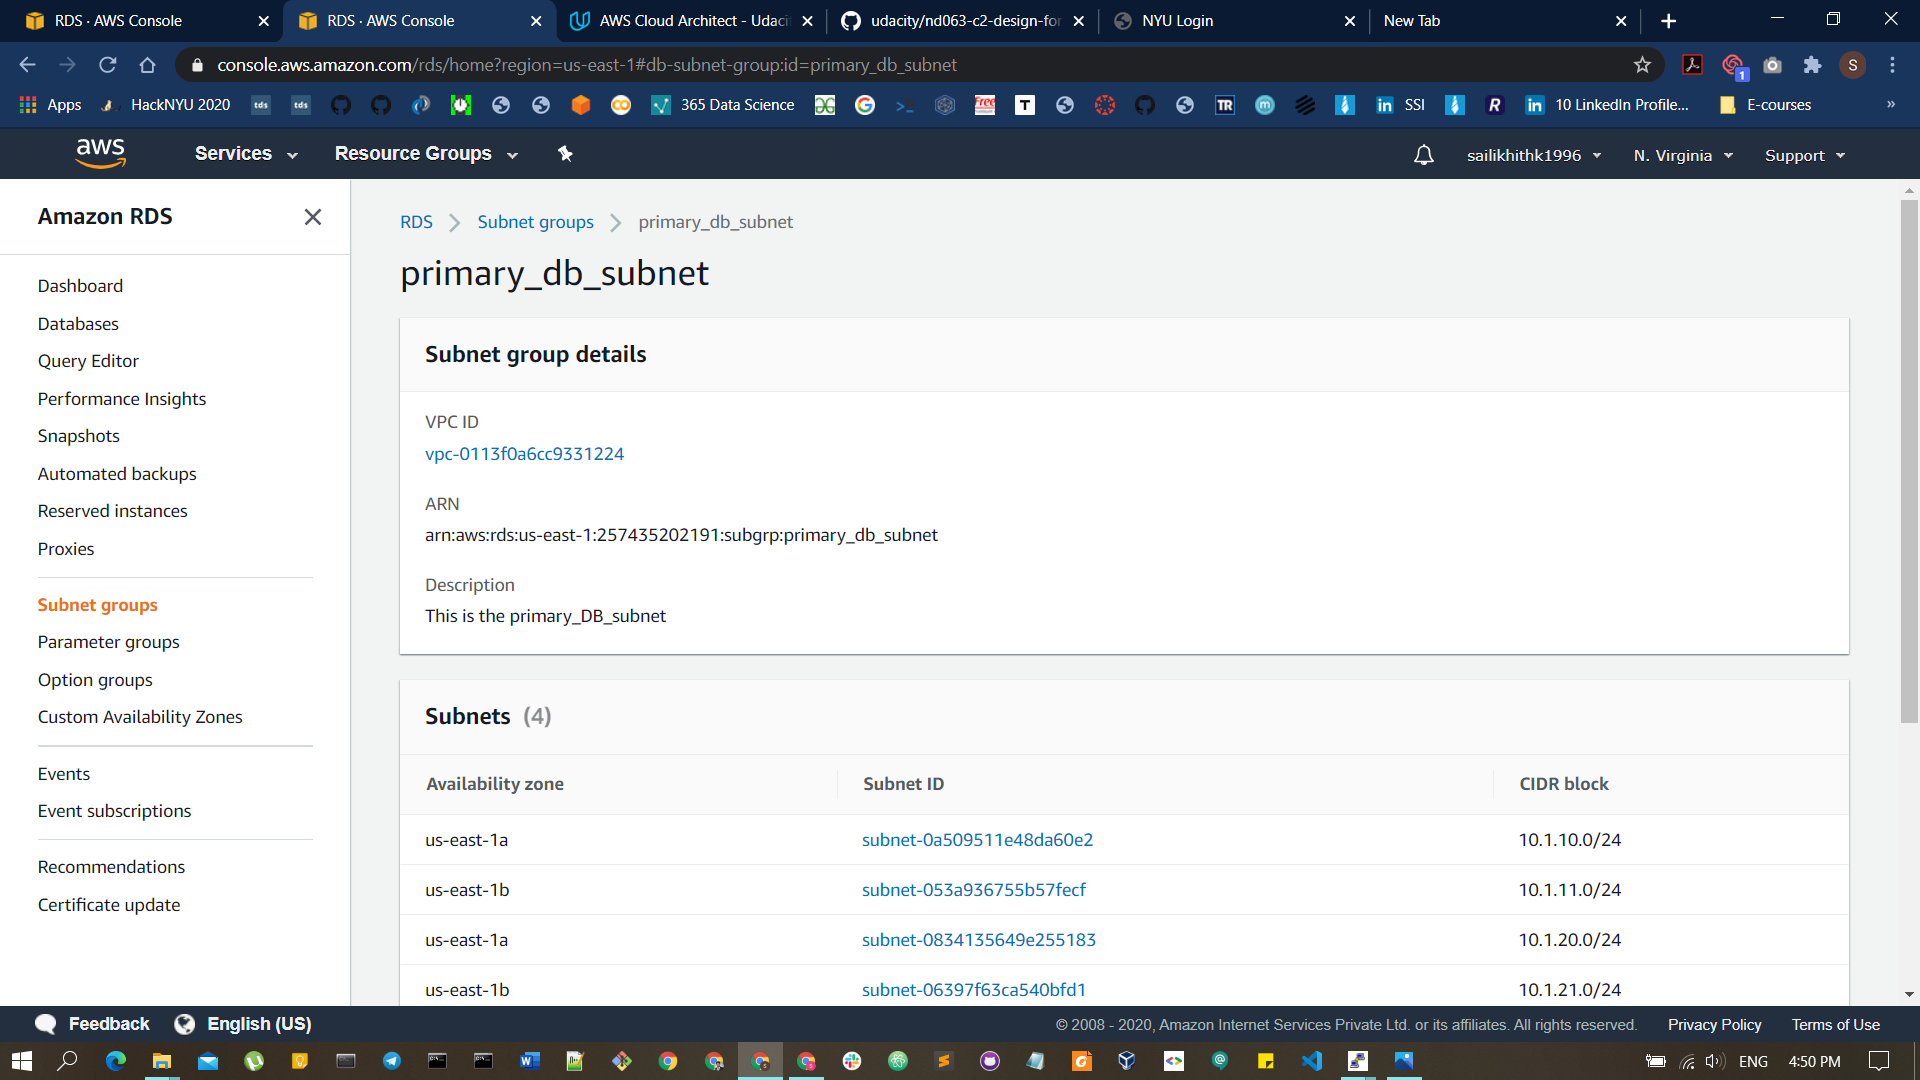 RDS · AWS Console
RDS · AWS Console
AWS Cloud Architect - Udaci
udacity/nd063-c2-design-for
NYU Login
New Tab
console.aws.amazon.com/rds/home?region=us-east-1#db-subnet-group:id=primary_db_subnet
S
1
Apps
HackNYU 2020
tds
tds
365 Data Science
Free
T
TR
m
in
SSI
R
in
10 LinkedIn Profile...
E-courses
»
aws
Services
Resource Groups
sailikhithk1996
N. Virginia
Support
Amazon RDS
Dashboard
Databases
Query Editor
Performance Insights
Snapshots
Automated backups
Reserved instances
Proxies
Subnet groups
Parameter groups
Option groups
Custom Availability Zones
Events
Event subscriptions
Recommendations
Certificate update
RDS
Subnet groups
primary_db_subnet
primary_db_subnet
Subnet group details
VPC ID
vpc-0113f0a6cc9331224
ARN
arn:aws:rds:us-east-1:257435202191:subgrp:primary_db_subnet
Description
This is the primary_DB_subnet
Subnets (4)
Availability zone Subnet ID CIDR block
us-east-1a subnet-0a509511e48da60e2 10.1.10.0/24
us-east-1b subnet-053a936755b57fecf 10.1.11.0/24
us-east-1a subnet-0834135649e255183 10.1.20.0/24
us-east-1b subnet-06397f63ca540bfd1 10.1.21.0/24
Feedback
English (US)
© 2008 - 2020, Amazon Internet Services Private Ltd. or its affiliates. All rights reserved.
Privacy Policy
Terms of Use
ENG
4:50 PM